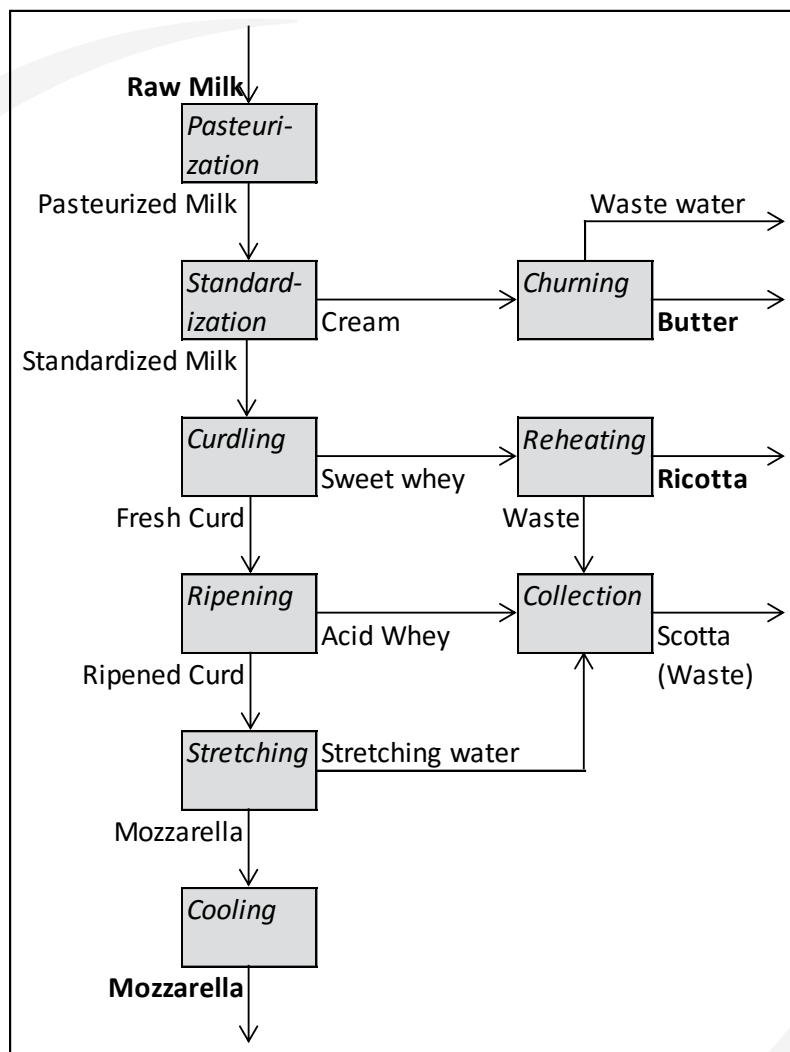 Raw Milk
Pasteuri-
zation
Pasteurized Milk
Waste water
Standard-
ization
Cream
Churning
Butter
Standardized Milk
Curdling
Sweet whey
Reheating
Ricotta
Fresh Curd
Waste
Ripening
Acid Whey
Collection
Scotta
(Waste)
Ripened Curd
Stretching
Stretching water
Mozzarella
Cooling
Mozzarella